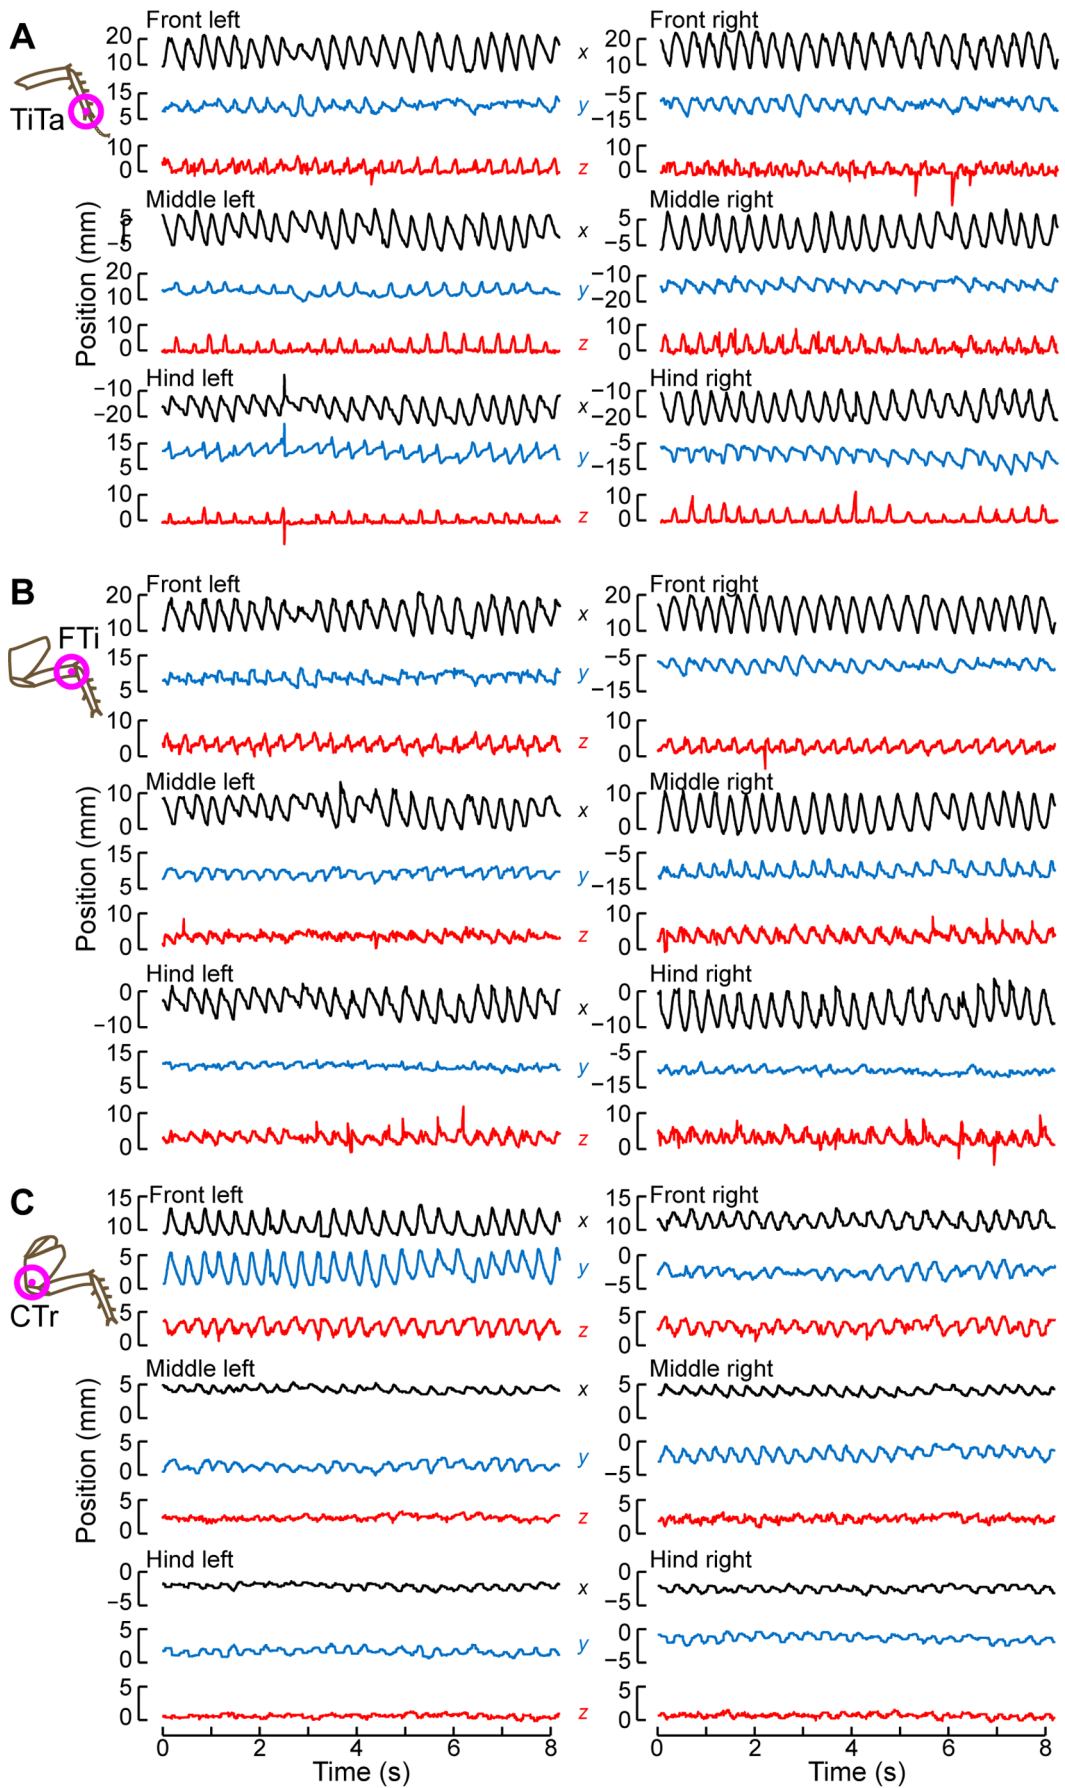 A
TiTa
Position (mm)
Front left
20
10
x
15
5
y
10
0
z
Front right
20
10
−5
−15
10
0
Middle left
5
−5
x
20
10
y
10
0
z
Middle right
5
−5
−10
−20
10
0
Hind left
−10
−20
x
15
5
y
10
0
z
Hind right
−10
−20
-5
−15
10
0
B
FTi
Position (mm)
Front left
20
10
x
15
5
y
10
0
z
Front right
20
10
−5
−15
10
0
Middle left
10
0
x
15
5
y
10
0
z
Middle right
10
0
−5
−15
10
0
Hind left
0
−10
x
15
5
y
10
0
z
Hind right
0
−10
-5
−15
10
0
C
CTr
Position (mm)
Front left
15
10
x
5
0
y
5
0
z
Front right
15
10
0
−5
5
0
Middle left
5
0
x
5
0
y
5
0
z
Middle right
5
0
0
−5
5
0
Hind left
0
−5
x
5
0
y
5
0
z
Hind right
0
−5
0
−5
5
0
0 2 4 6 8
Time (s)
0 2 4 6 8
Time (s)